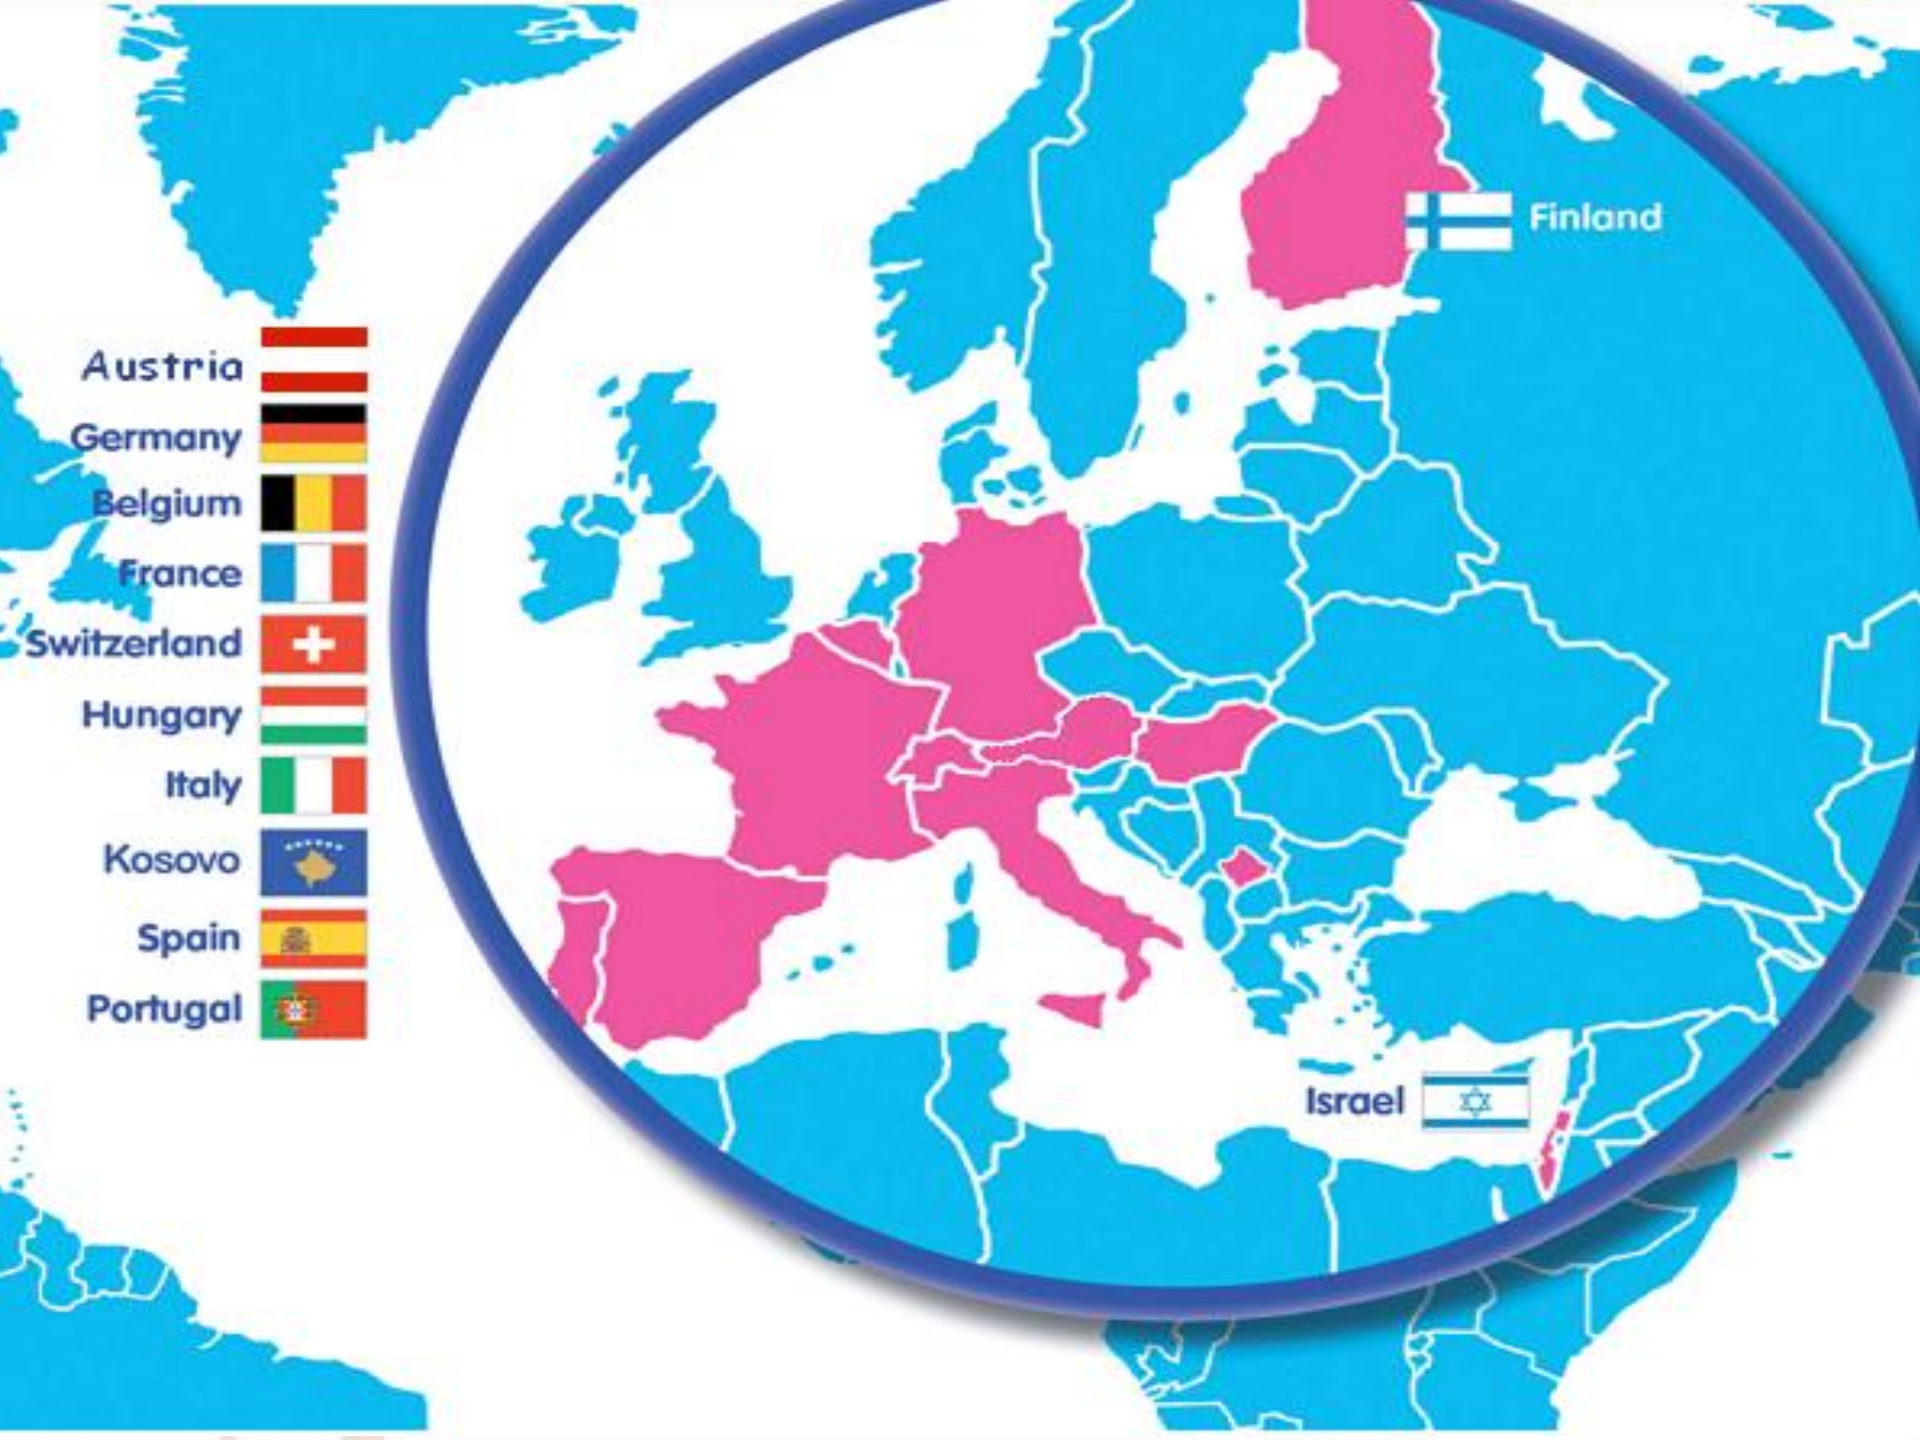 Finland
Austria
Germany
Belgium
France
Switzerland
Hungary
Italy
Kosovo
Spain
Portugal
Israel